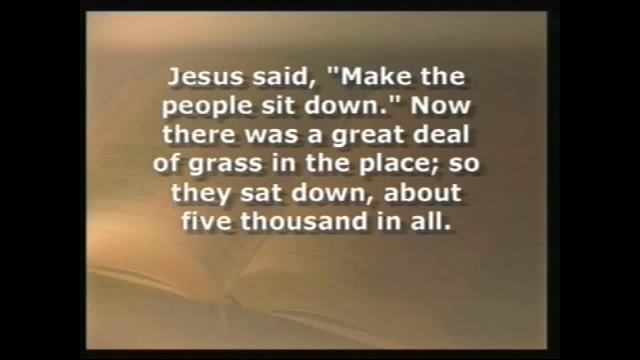 Jesus said, "Make the
people sit down." Now
there was a great deal
of grass in the place; so
they sat down, about
five thousand in all.